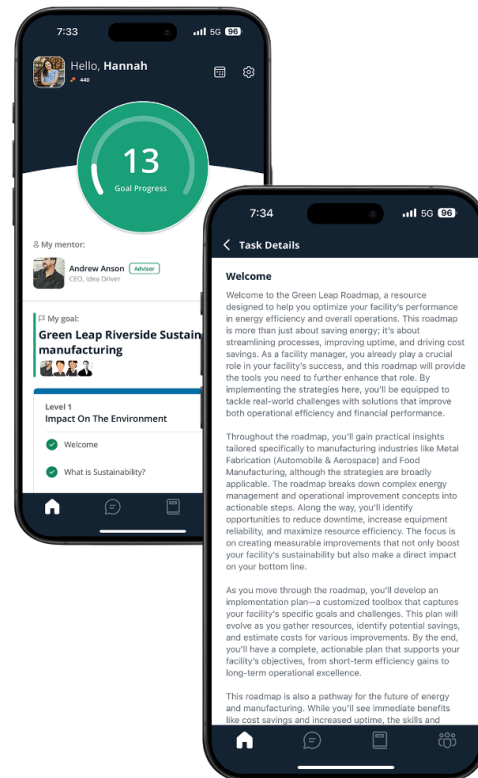 7:33
5G 96
Hello, Hannah
440
13
Goal Progress
My mentor:
Andrew Anson Advisor
CEO, Idea Driver
My goal:
Green Leap Riverside Sustain
manufacturing
Level 1
Impact On The Environment
Welcome
What is Sustainability?
7:34
5G 96
Task Details
Welcome
Welcome to the Green Leap Roadmap, a resource
designed to help you optimize your facility's performance
in energy efficiency and overall operations. This roadmap
is more than just about saving energy; it's about
streamlining processes, improving uptime, and driving cost
savings. As a facility manager, you already play a crucial
role in your facility's success, and this roadmap will provide
the tools you need to further enhance that role. By
implementing the strategies here, you'll be equipped to
tackle real-world challenges with solutions that improve
both operational efficiency and financial performance.
Throughout the roadmap, you'll gain practical insights
tailored specifically to manufacturing industries like Metal
Fabrication (Automobile & Aerospace) and Food
Manufacturing, although the strategies are broadly
applicable. The roadmap breaks down complex energy
management and operational improvement concepts into
actionable steps. Along the way, you'll identify
opportunities to reduce downtime, increase equipment
reliability, and maximize resource efficiency. The focus is
on creating measurable improvements that not only boost
your facility's sustainability but also make a direct impact
on your bottom line.
As you move through the roadmap, you'll develop an
implementation plan—a customized toolbox that captures
your facility's specific goals and challenges. This plan will
evolve as you gather resources, identify potential savings,
and estimate costs for various improvements. By the end,
you'll have a complete, actionable plan that supports your
facility's objectives, from short-term efficiency gains to
long-term operational excellence.
This roadmap is also a pathway for the future of energy
and manufacturing. While you'll see immediate benefits
like cost savings and increased uptime, the skills and